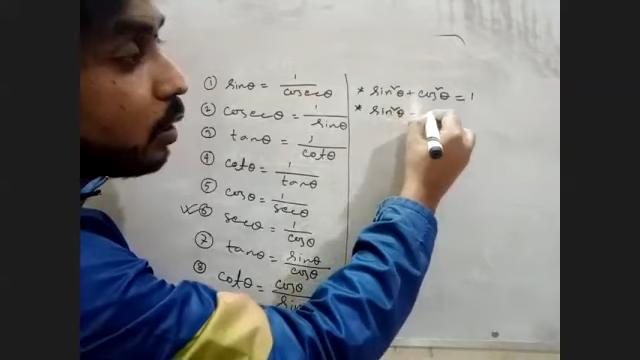 ① sinθ = 1/cosecθ
② cosecθ = 1/sinθ
③ tanθ = 1/cotθ
④ cotθ = 1/tanθ
⑤ cosθ = 1/secθ
⑥ secθ = 1/cosθ
⑦ tanθ = sinθ/cosθ
⑧ cotθ = cosθ/sin
* sin²θ + cos²θ = 1
* sin²θ =